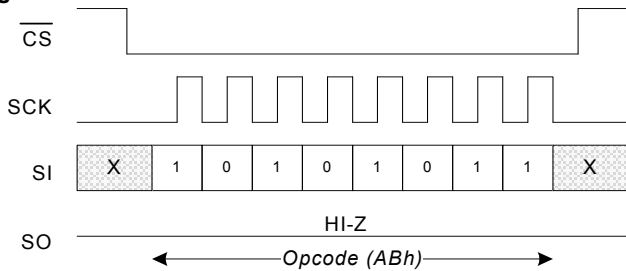 CS
SCK
SI X 1 0 1 0 1 0 1 1 X
HI-Z
SO
Opcode (ABh)